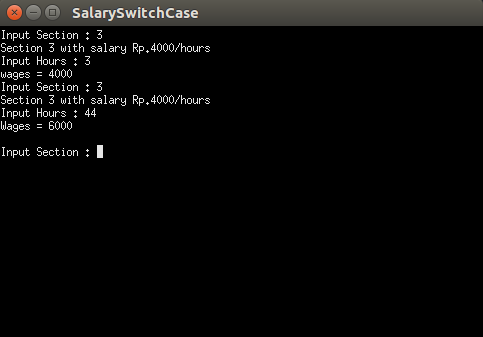 SalarySwitchCase
Input Section : 3
Section 3 with salary Rp.4000/hours
Input Hours : 3
wages = 4000
Input Section : 3
Section 3 with salary Rp.4000/hours
Input Hours : 44
Wages = 6000
Input Section :